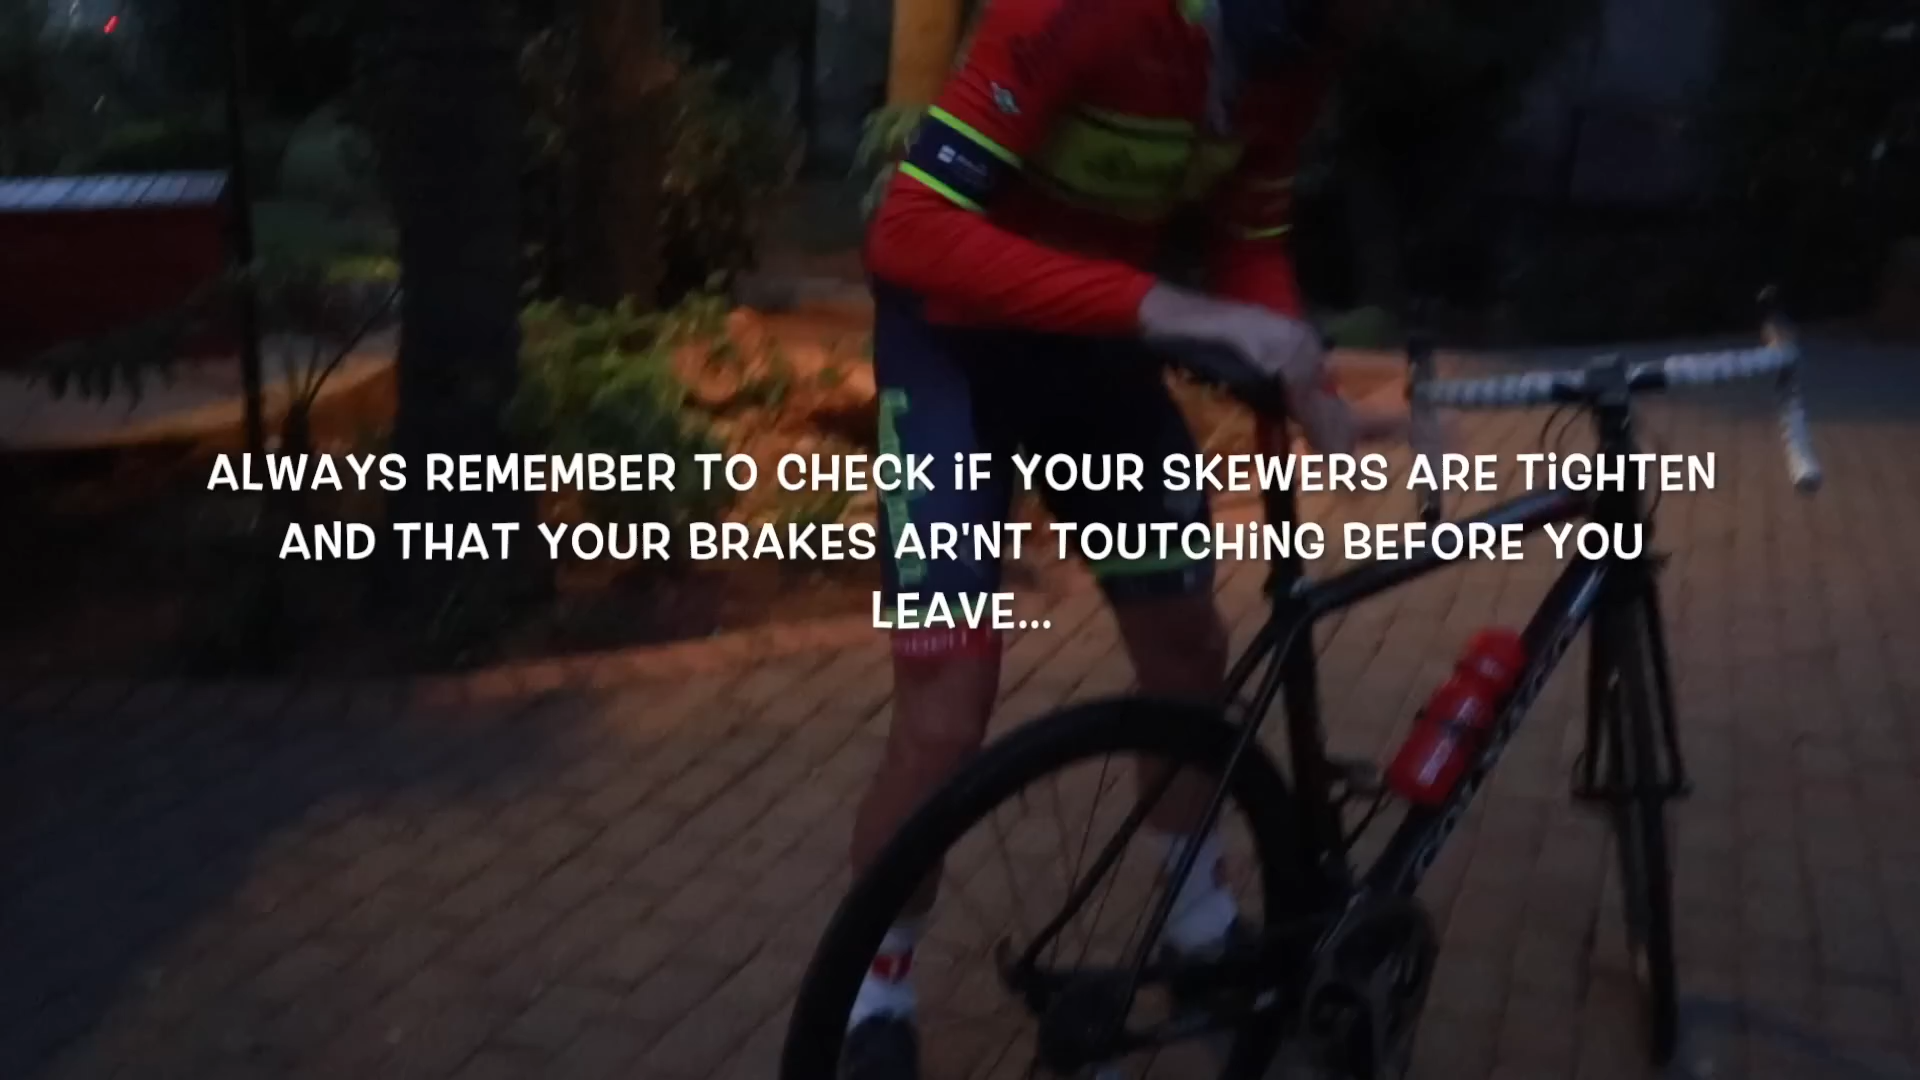 ALWAYS REMEMBER TO CHECK iF YOUR SKEWERS ARE TiGHTEN
AND THAT YOUR BRAKES AR'NT TOUTCHiNG BEFORE YOU
LEAVE...